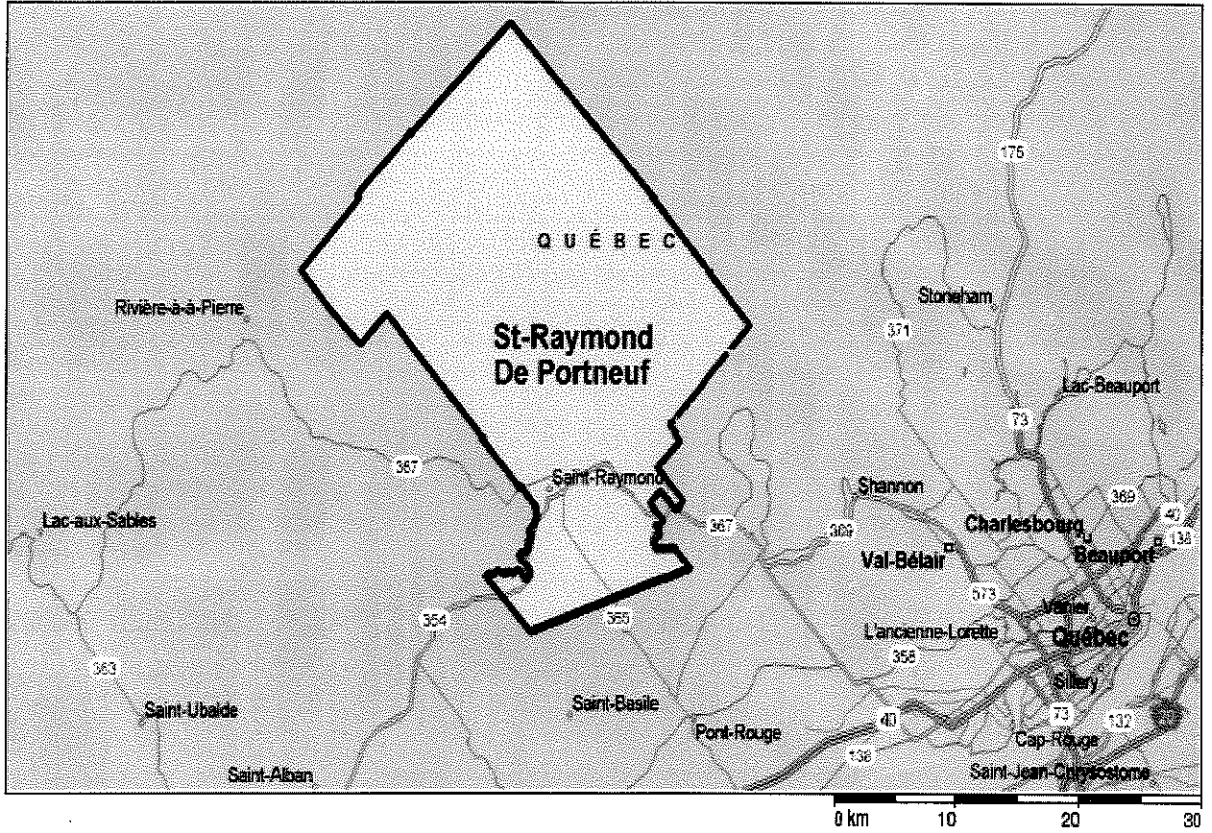 175
QUÉBEC
Stoneham
Rivière-à-à-Pierre
371
St-Raymond
De Portneuf
Lac-Beauport
73
367
Saint-Raymond
Shannon
369
Lac-aux-Sables
367
369
Charlesbourg
40
138
Val-Bélair
Beauport
573
354
365
Vanier
L'ancienne-Lorette
Québec
363
358
Sillery
Saint-Ubalde
Saint-Basile
Pont-Rouge
40
73
132
Cap-Rouge
138
Saint-Alban
Saint-Jean-Chrysostome
0 km 10 20 30